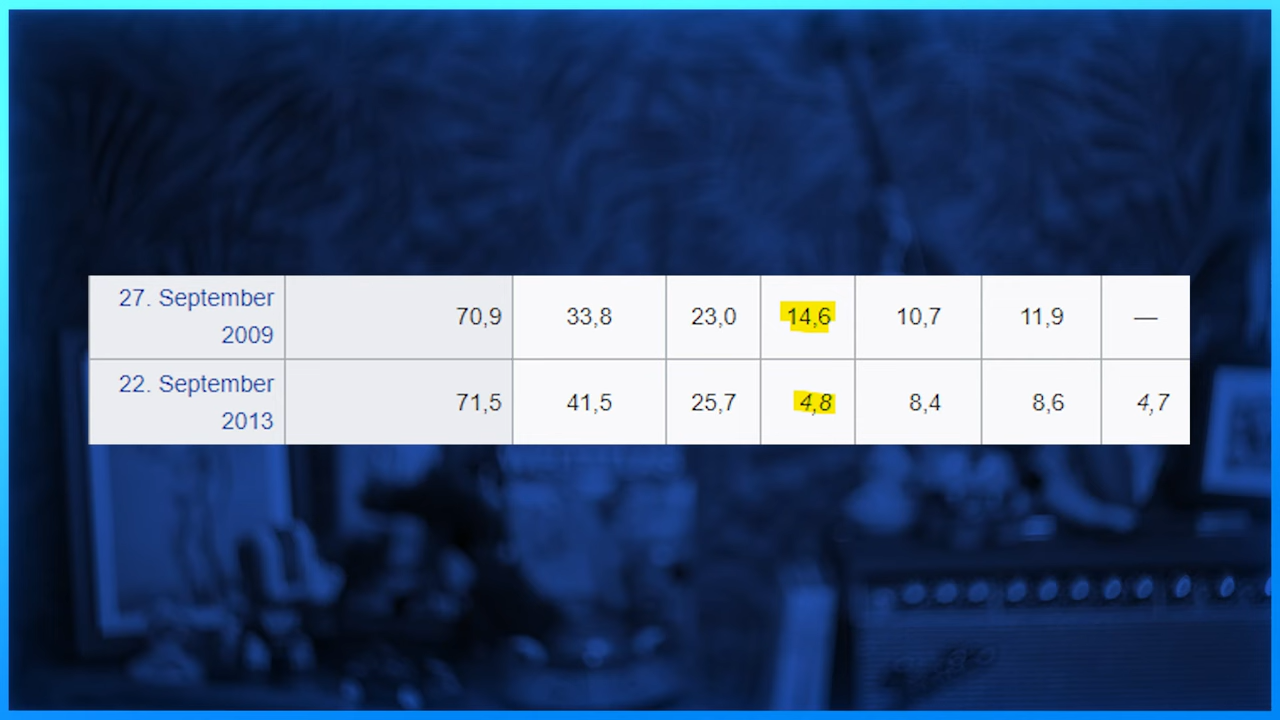 27. September
2009 70,9 33,8 23,0 14,6 10,7 11,9 —
22. September
2013 71,5 41,5 25,7 4,8 8,4 8,6 4,7